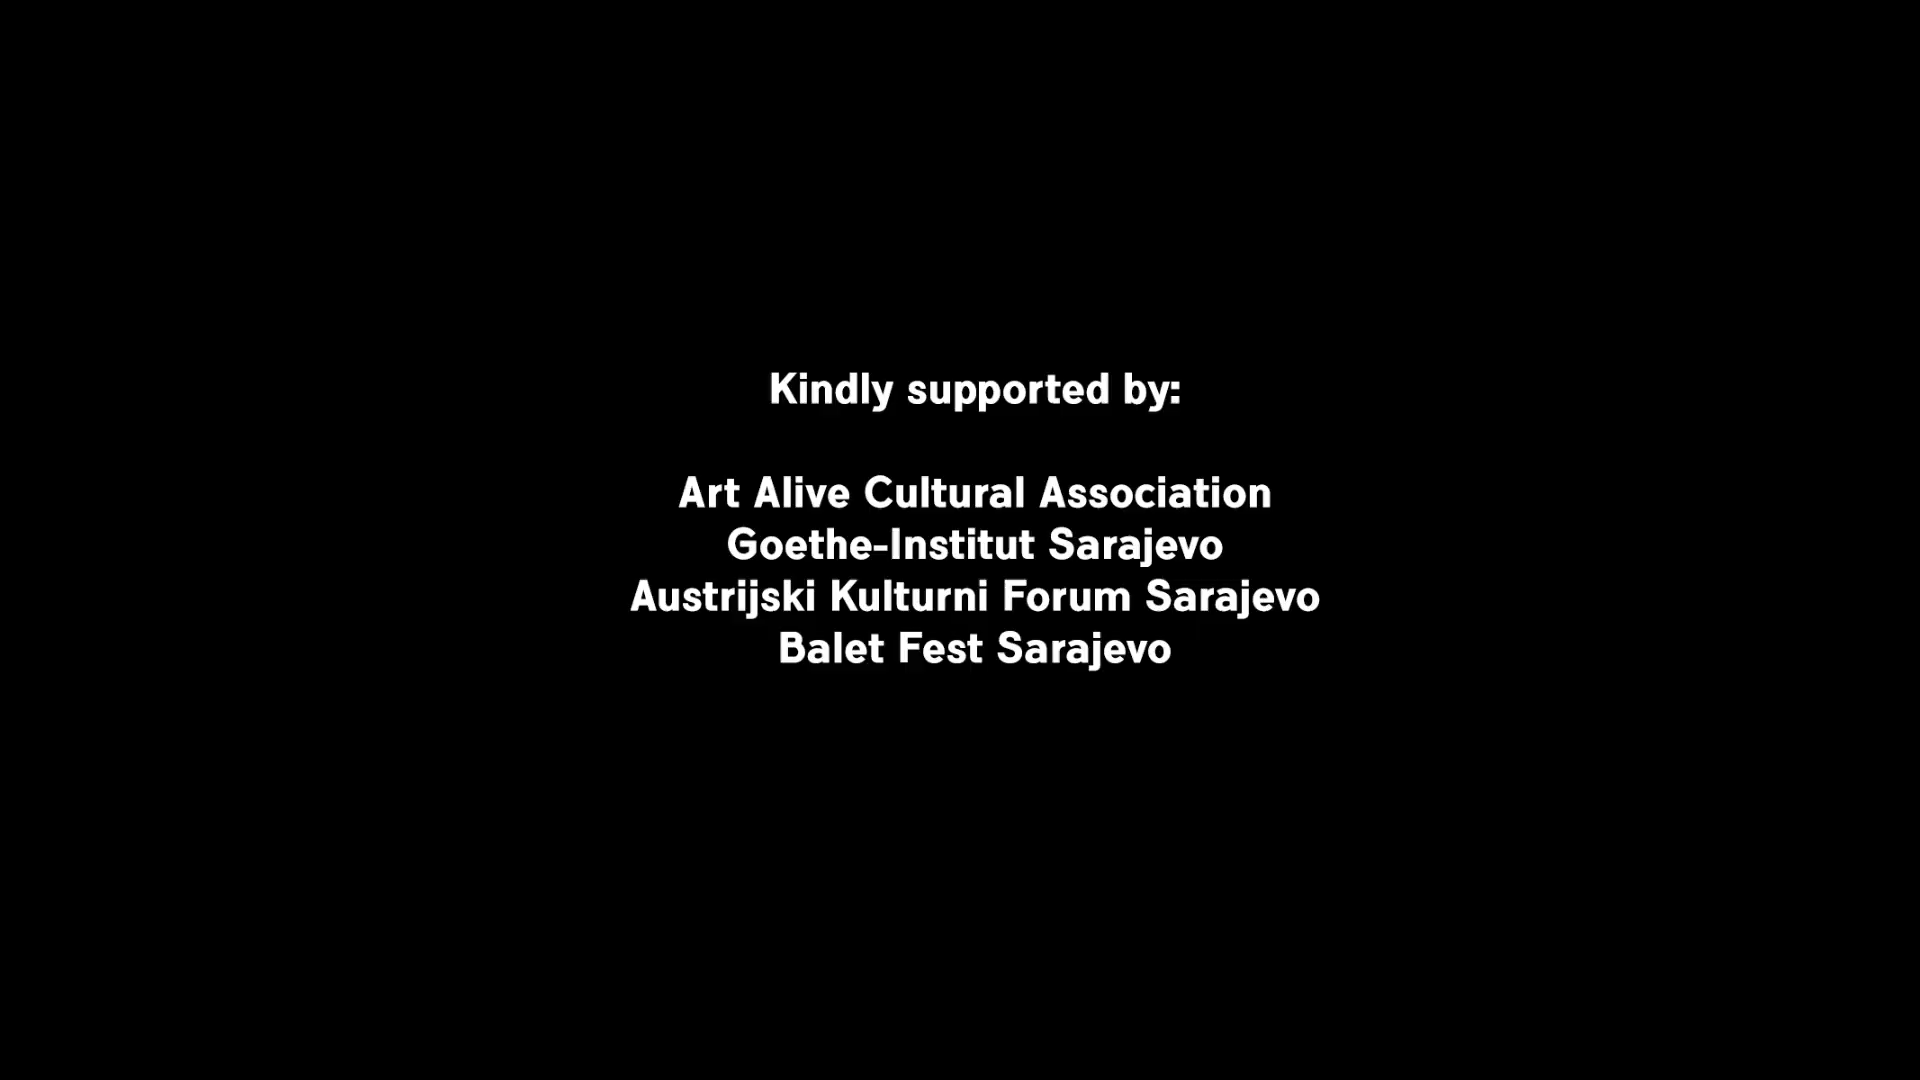 Kindly supported by:
Art Alive Cultural Association
Goethe-Institut Sarajevo
Austrijski Kulturni Forum Sarajevo
Balet Fest Sarajevo